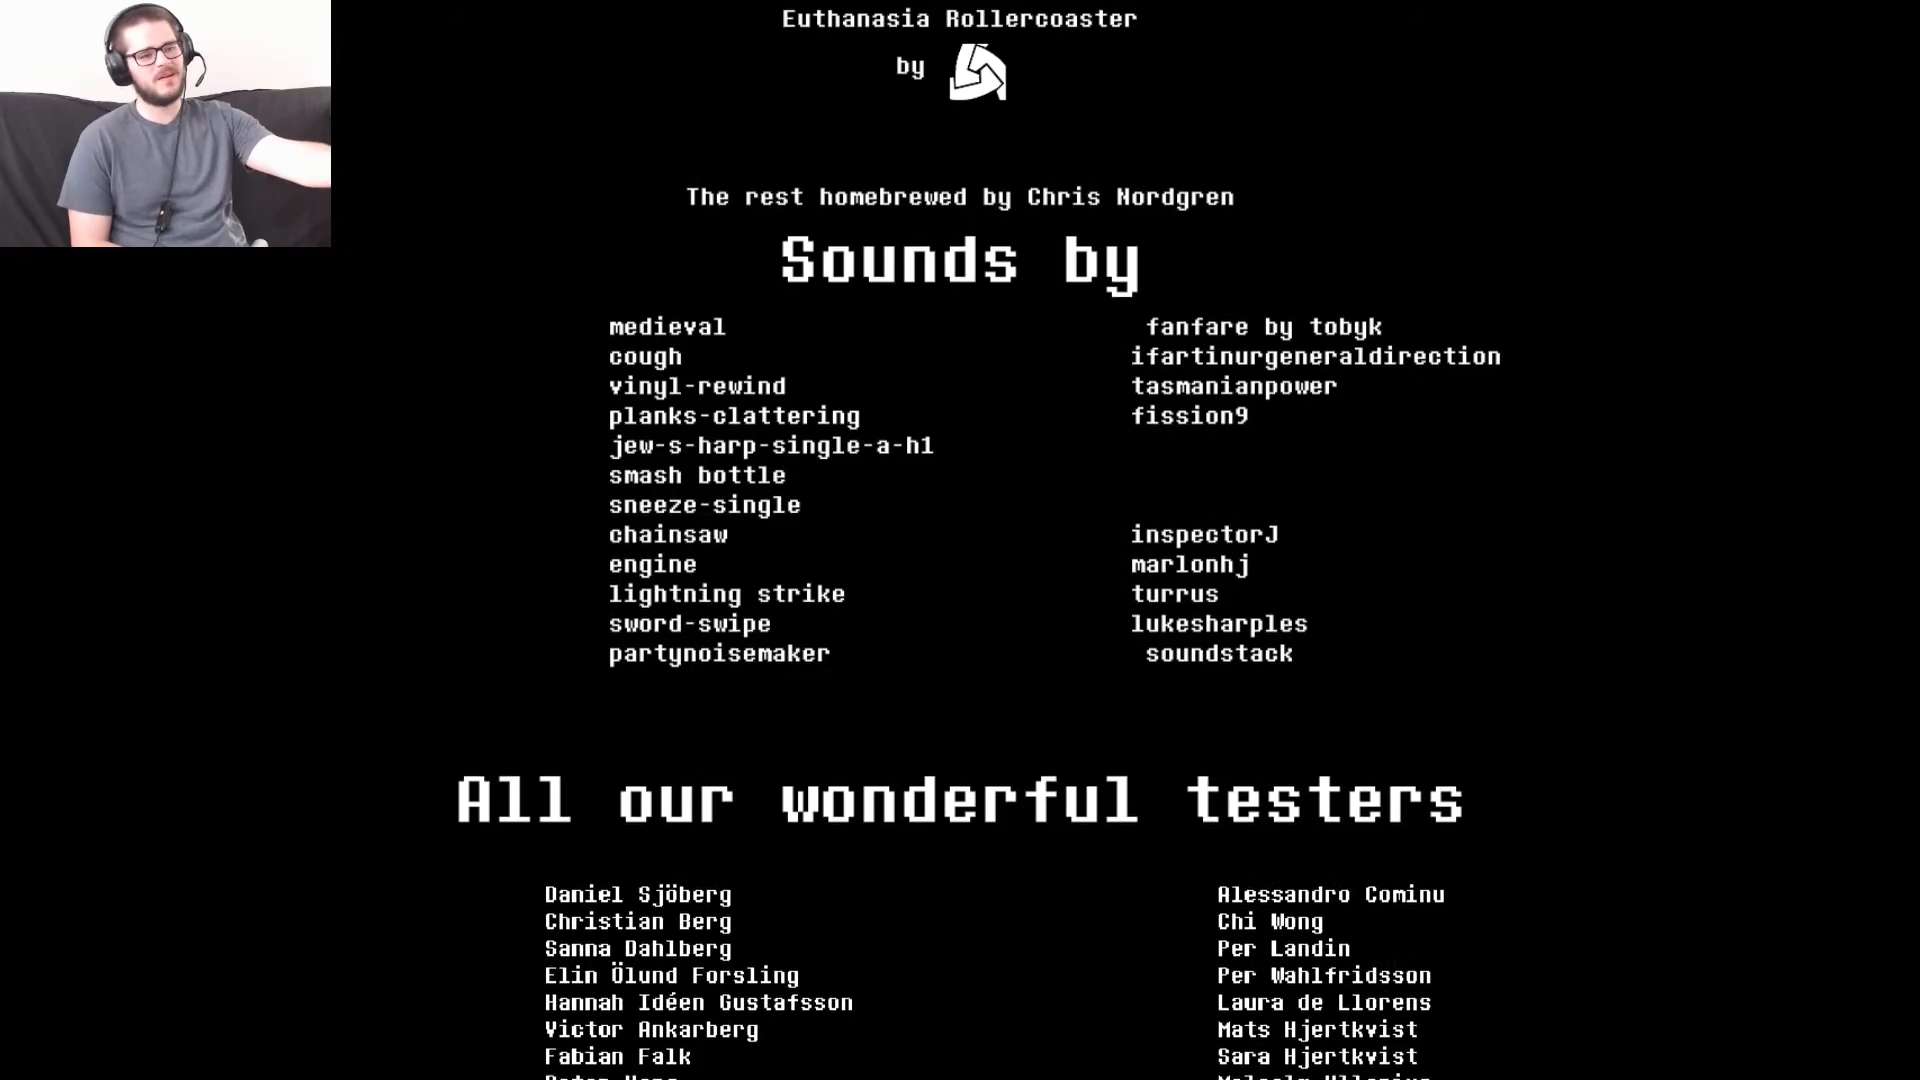 Euthanasia Rollercoaster
by
The rest homebrewed by Chris Nordgren
Sounds by
medieval fanfare by tobyk
cough ifartinurgeneraldirection
vinyl-rewind tasmanianpower
planks-clattering fission9
jew-s-harp-single-a-h1
smash bottle
sneeze-single
chainsaw inspectorJ
engine marlonhj
lightning strike turrus
sword-swipe lukesharples
partynoisemaker soundstack
All our wonderful testers
Daniel Sjöberg Alessandro Cominu
Christian Berg Chi Wong
Sanna Dahlberg Per Landin
Elin Ölund Forsling Per Wahlfridsson
Hannah Idéen Gustafsson Laura de Llorens
Victor Ankarberg Mats Hjertkvist
Fabian Falk Sara Hjertkvist